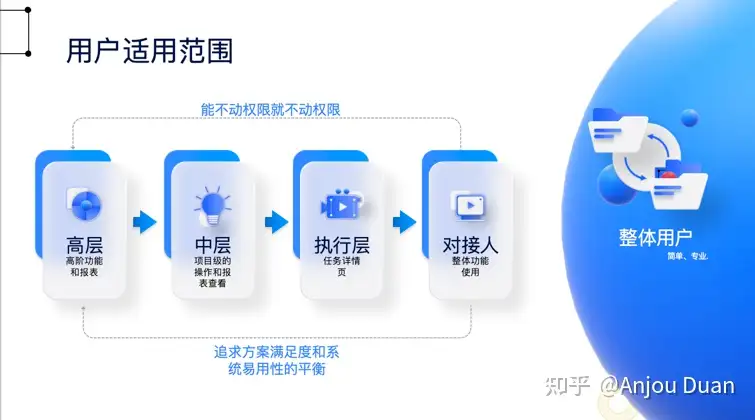 用户适用范围
能不动权限就不动权限
高层
高阶功能
和报表
中层
项目级的
操作和报
表查看
执行层
任务详情
页
对接人
整体功能
使用
追求方案满足度和系
统易用性的平衡
整体用户
简单、专业.
知乎 @Anjou Duan